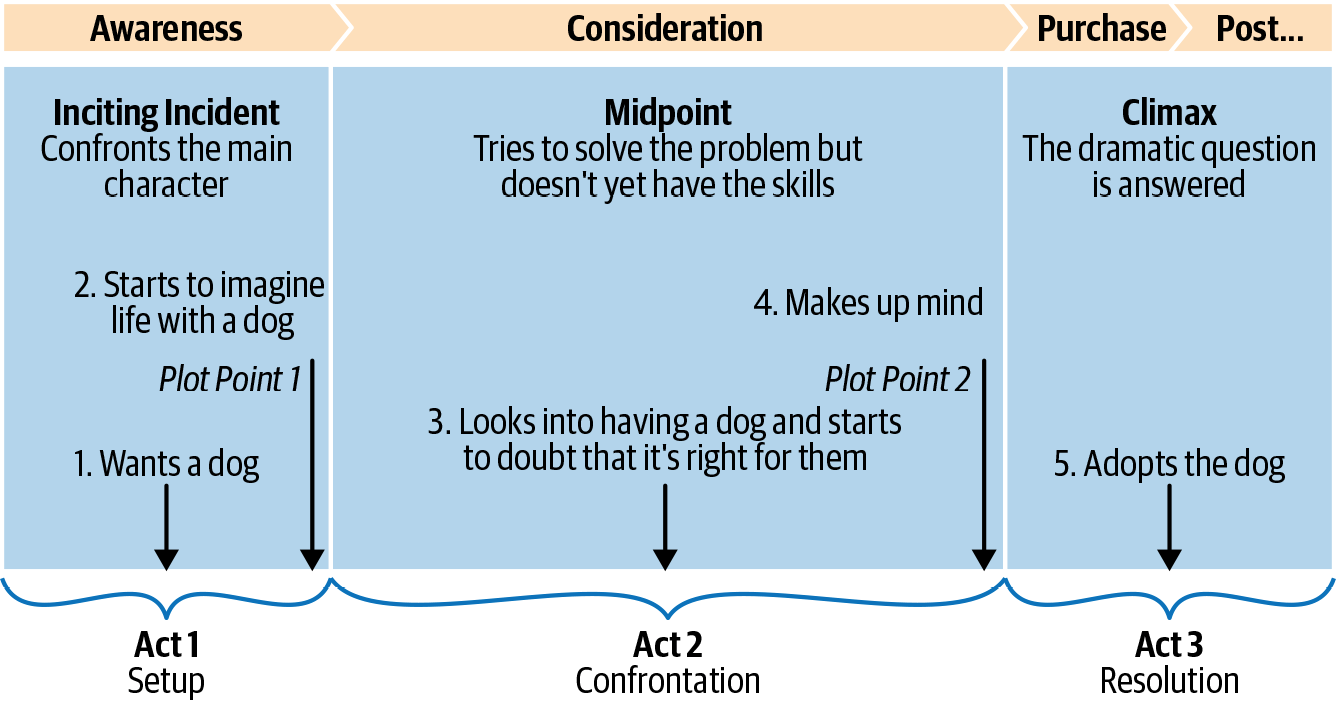 Awareness
Consideration
Purchase
Post...
Inciting Incident
Confronts the main
character
2. Starts to imagine
life with a dog
Plot Point 1
1. Wants a dog
Midpoint
Tries to solve the problem but
doesn't yet have the skills
4. Makes up mind
Plot Point 2
3. Looks into having a dog and starts
to doubt that it's right for them
Climax
The dramatic question
is answered
5. Adopts the dog
Act 1
Setup
Act 2
Confrontation
Act 3
Resolution